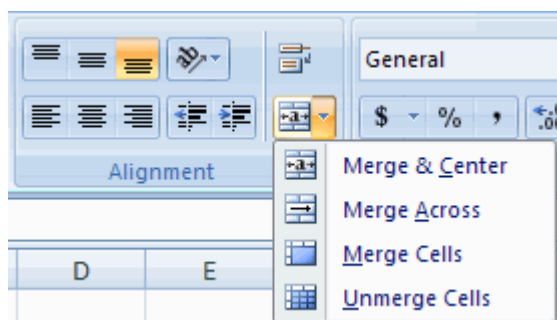 General
$ % ,
Alignment
Merge & Center
Merge Across
Merge Cells
Unmerge Cells
D E